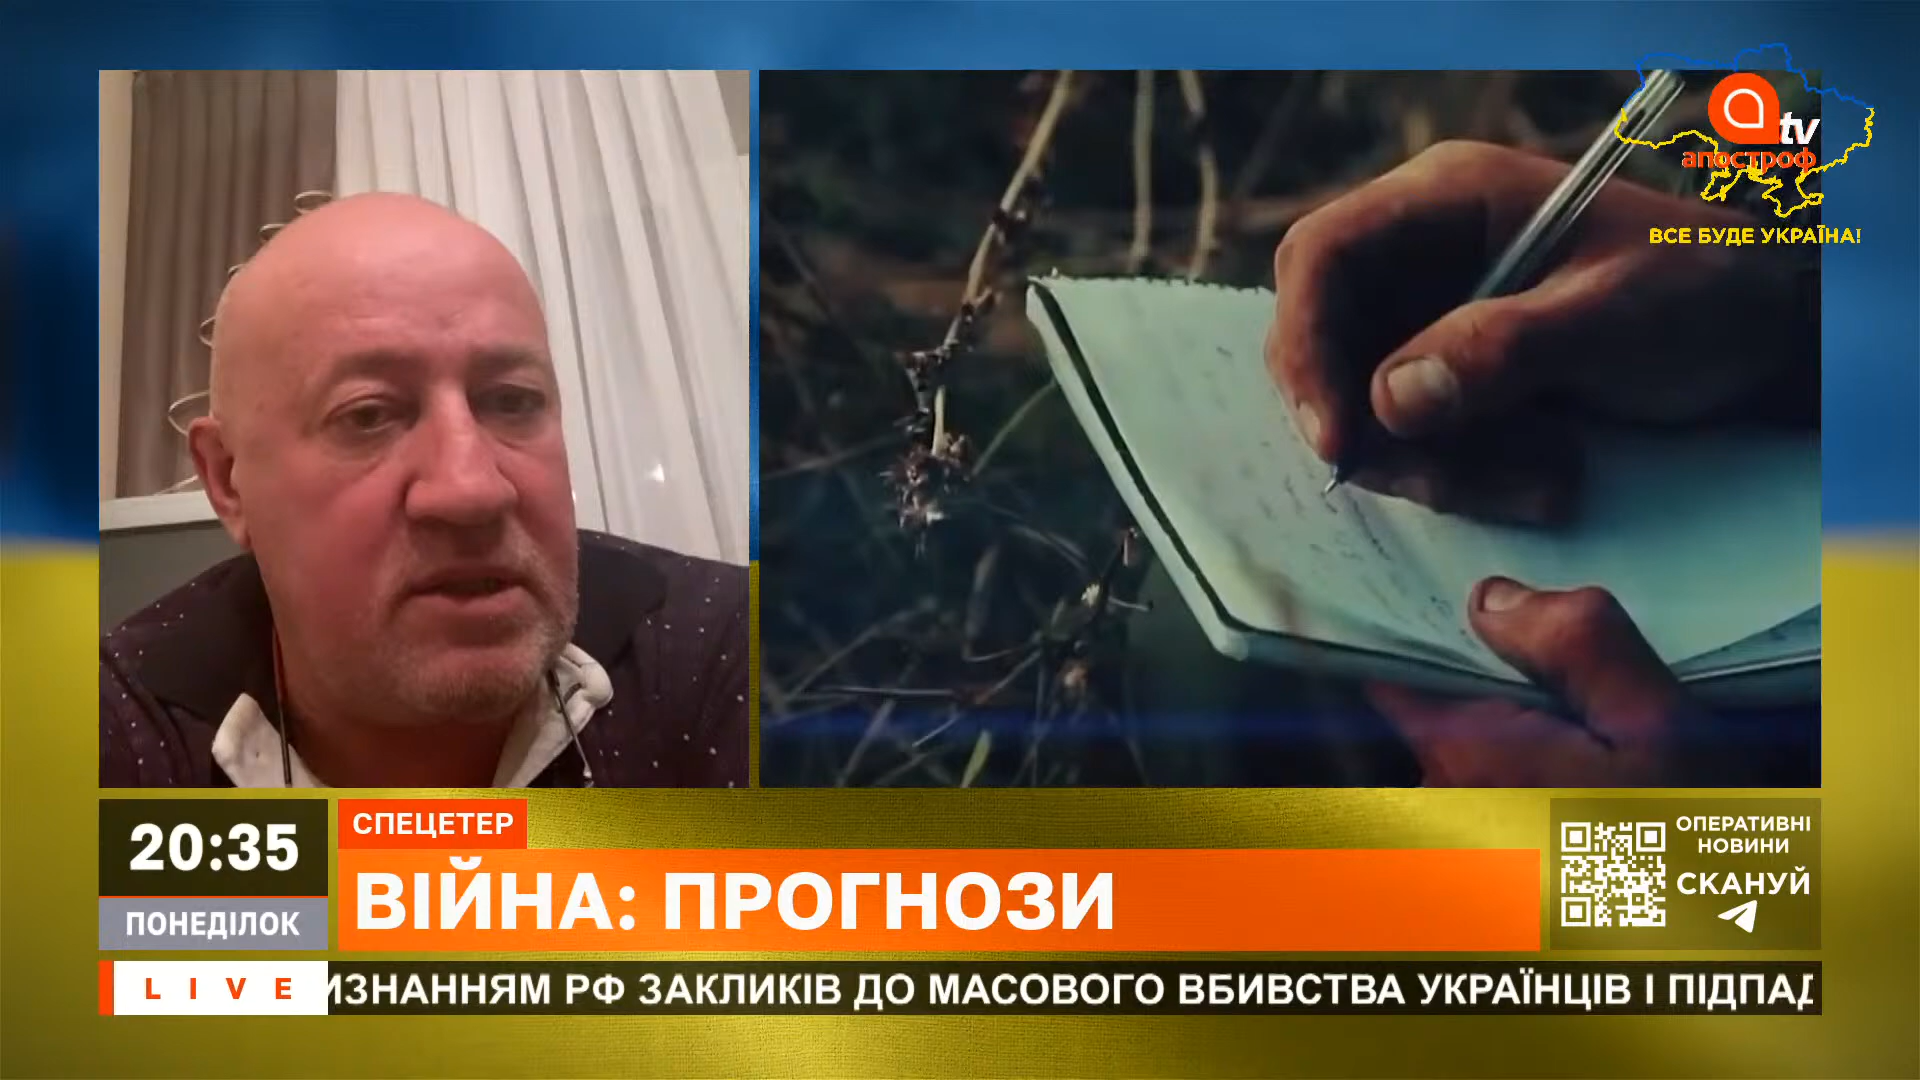 tv
апостроф
ВСЕ БУДЕ УКРАЇНА!
20:35
ПОНЕДІЛОК
СПЕЦЕТЕР
ВІЙНА: ПРОГНОЗИ
ОПЕРАТИВНІ
НОВИНИ
СКАНУЙ
LIVE
ИЗНАННЯМ РФ ЗАКЛИКІВ ДО МАСОВОГО ВБИВСТВА УКРАЇНЦІВ І ПІДПАД